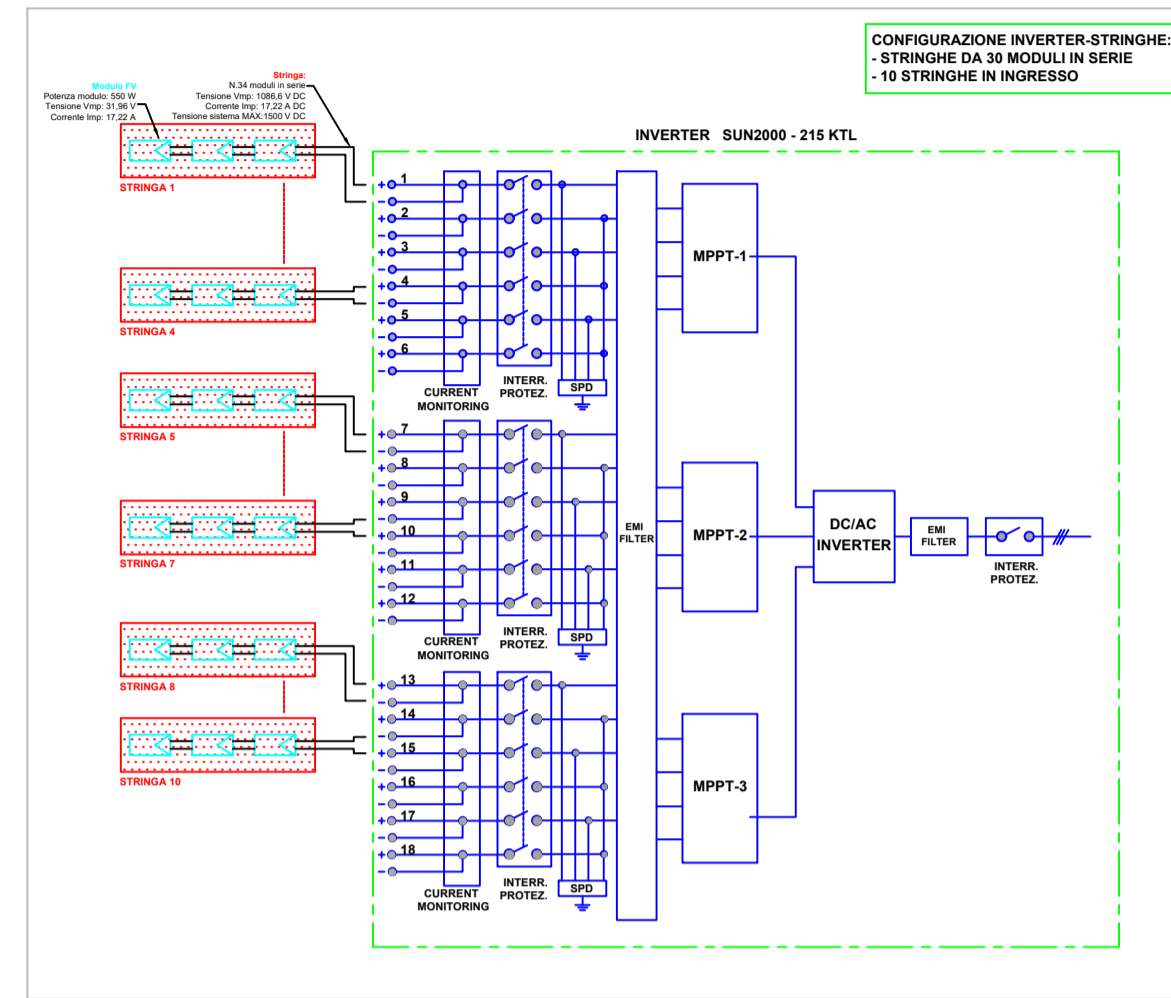 CONFIGURAZIONE INVERTER-STRINGHE:
- STRINGHE DA 30 MODULI IN SERIE
- 10 STRINGHE IN INGRESSO
Modulo FV
Potenza modulo: 550 W
Tensione Vmp: 31,96 V
Corrente Imp: 17,22 A
Stringa:
N.34 moduli in serie
Tensione Vmp: 1086,6 V DC
Corrente Imp: 17,22 A DC
Tensione sistema MAX:1500 V DC
INVERTER SUN2000 - 215 KTL
STRINGA 1
STRINGA 4
STRINGA 5
STRINGA 7
STRINGA 8
STRINGA 10
+ 1
-
+ 2
-
+ 3
-
+ 4
-
+ 5
-
+ 6
-
CURRENT
MONITORING
INTERR.
PROTEZ.
SPD
+ 7
-
+ 8
-
+ 9
-
+ 10
-
+ 11
-
+ 12
-
CURRENT
MONITORING
INTERR.
PROTEZ.
SPD
+ 13
-
+ 14
-
+ 15
-
+ 16
-
+ 17
-
+ 18
-
CURRENT
MONITORING
INTERR.
PROTEZ.
SPD
EMI
FILTER
MPPT-1
MPPT-2
MPPT-3
DC/AC
INVERTER
EMI
FILTER
INTERR.
PROTEZ.